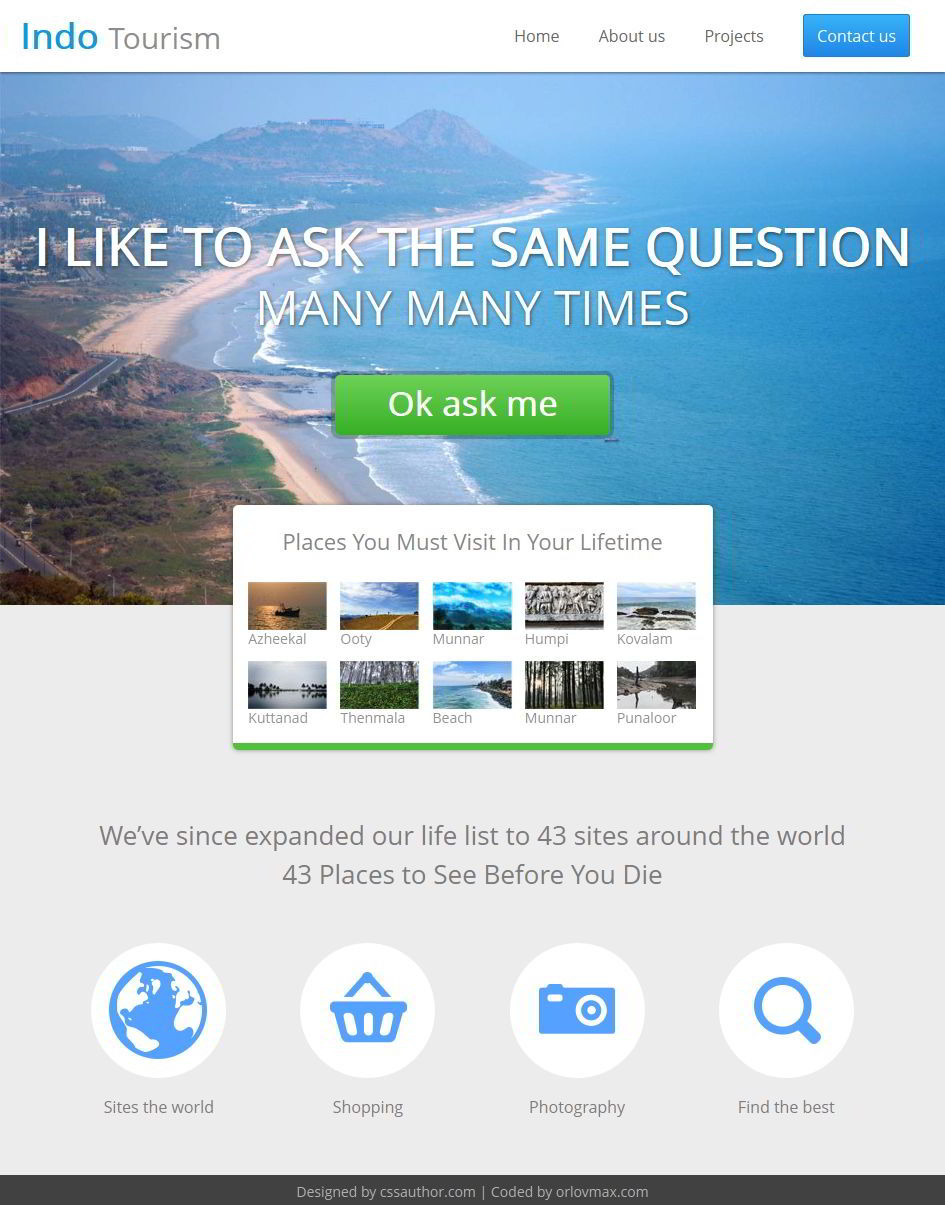 Indo Tourism
Home About us Projects Contact us
I LIKE TO ASK THE SAME QUESTION
MANY MANY TIMES
Ok ask me
Places You Must Visit In Your Lifetime
Azheekal Ooty Munnar Humpi Kovalam
Kuttanad Thenmala Beach Munnar Punaloor
We’ve since expanded our life list to 43 sites around the world
43 Places to See Before You Die
Sites the world Shopping Photography Find the best
Designed by cssauthor.com | Coded by orlovmax.com